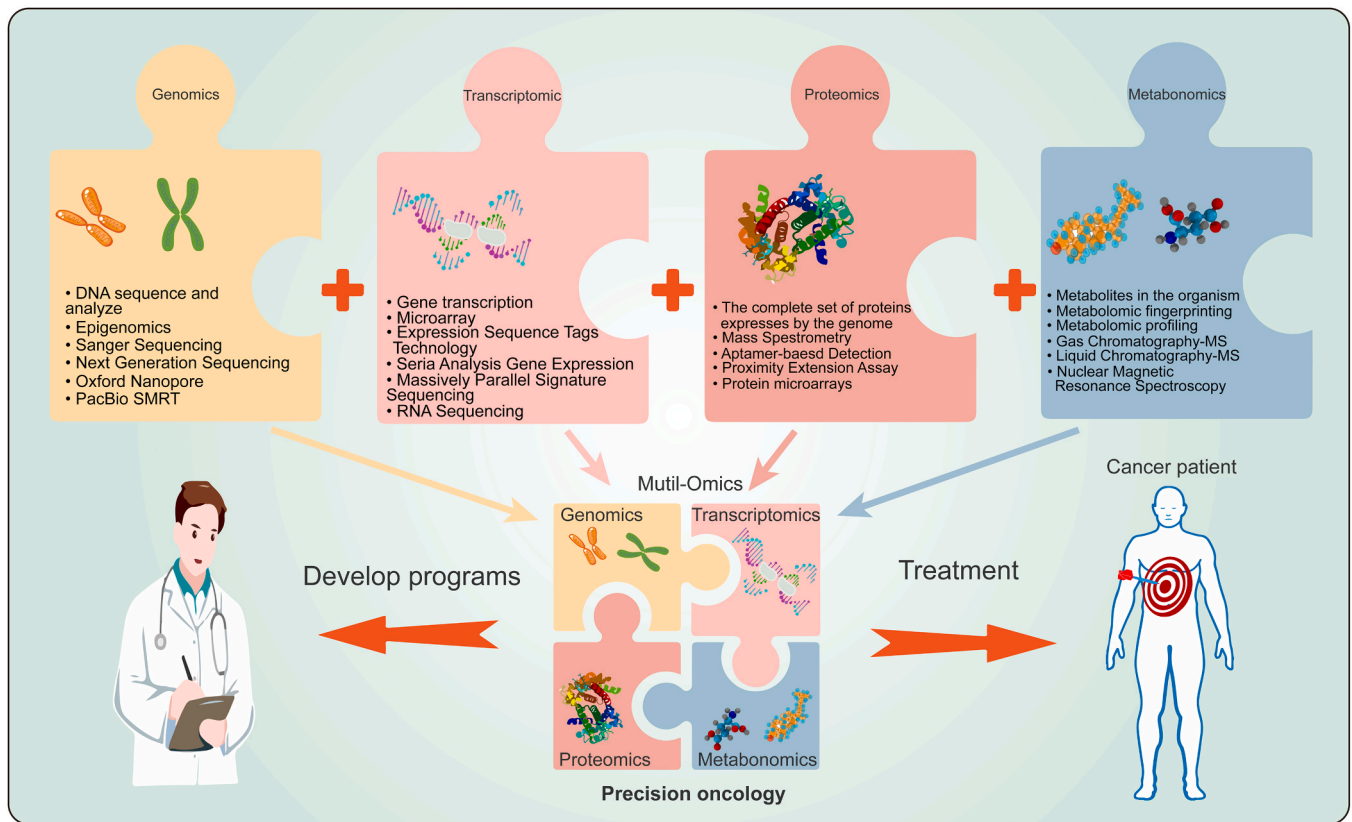 Genomics
Transcriptomic
Proteomics
Metabonomics
• DNA sequence and
analyze
• Epigenomics
• Sanger Sequencing
• Next Generation Sequencing
• Oxford Nanopore
• PacBio SMRT
• Gene transcription
• Microarray
• Expression Sequence Tags
Technology
• Seria Analysis Gene Expression
• Massively Parallel Signature
Sequencing
• RNA Sequencing
• The complete set of proteins
expresses by the genome
• Mass Spestrometry
• Aptamer-baesd Detection
• Proximity Extension Assay
• Protein microarrays
• Metabolites in the organism
• Metabolomic fingerprinting
• Metabolomic profiling
• Gas Chromatography-MS
• Liquid Chromatography-MS
• Nuclear Magnetic
Resonance Spectroscopy
Mutil-Omics
Cancer patient
Genomics
Transcriptomics
Develop programs
Treatment
Proteomics
Metabonomics
Precision oncology